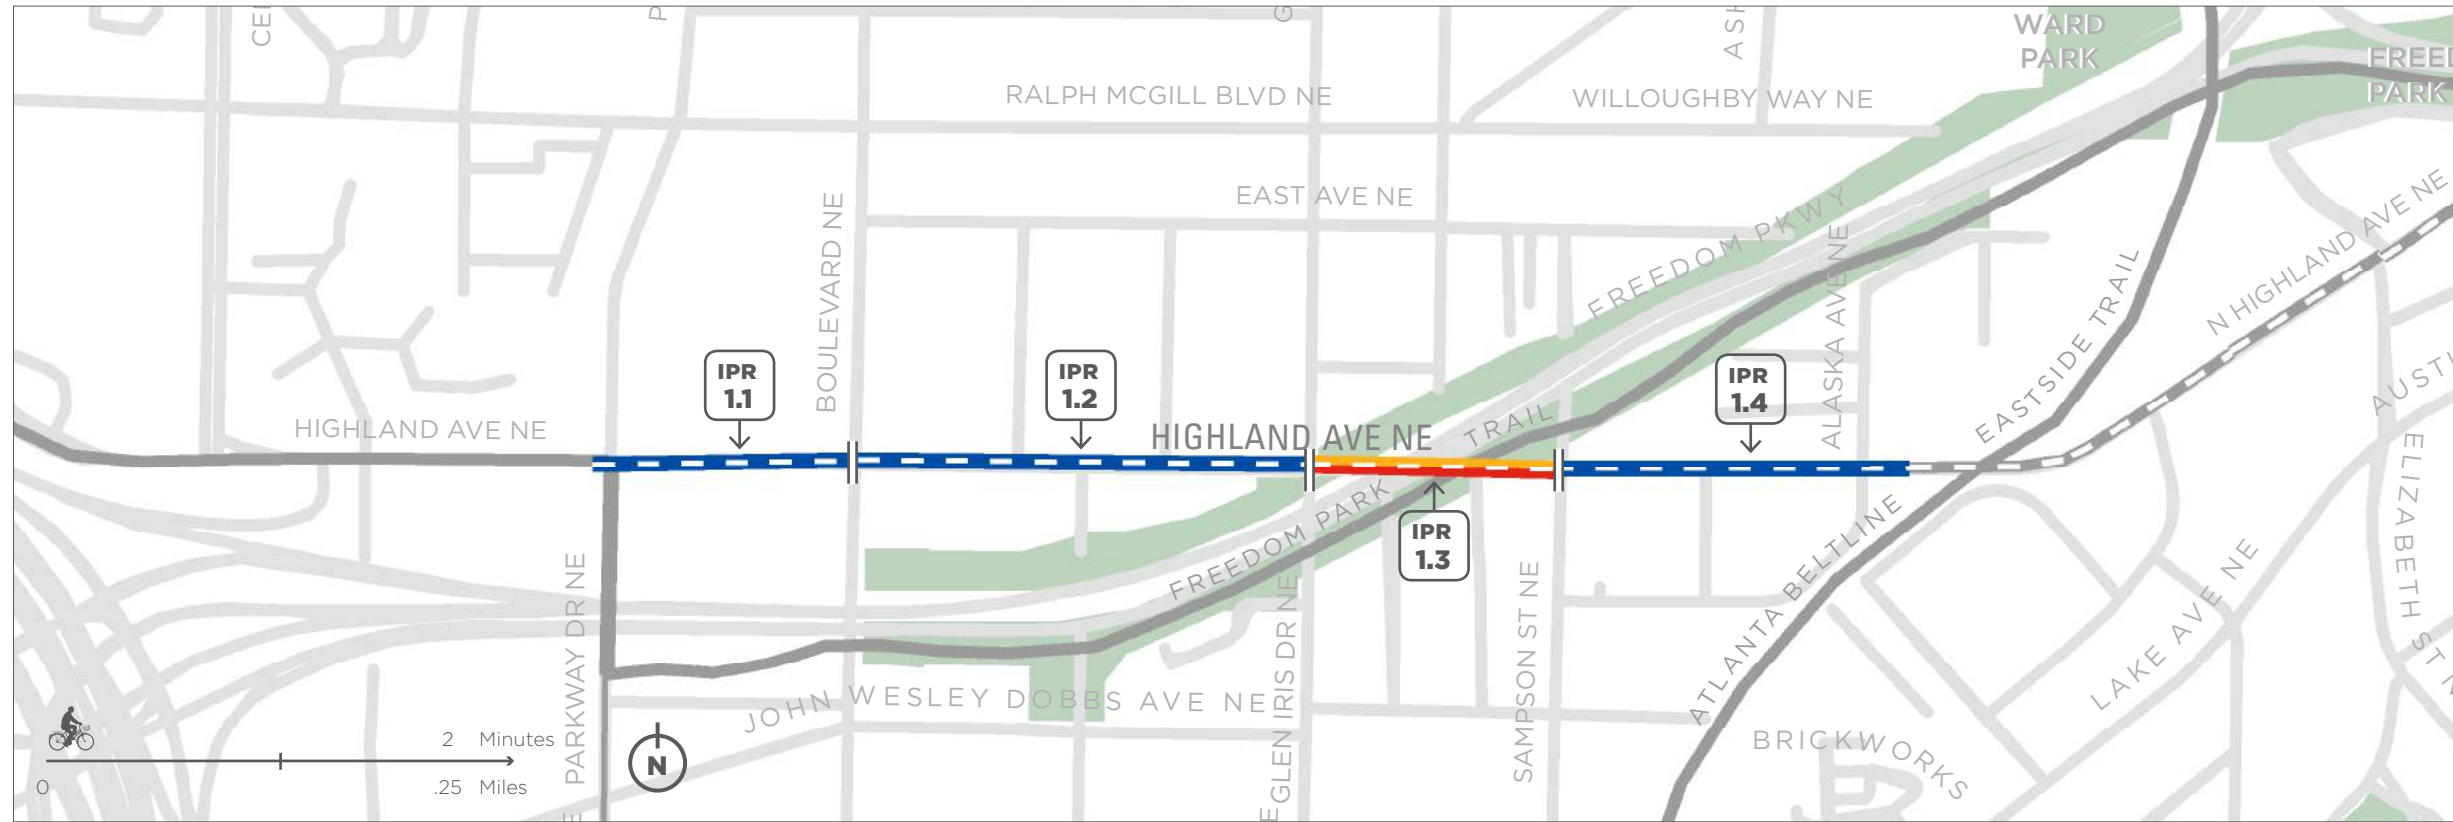 WARD
PARK
RALPH MCGILL BLVD NE
WILLOUGHBY WAY NE
PARK
EAST AVE NE
BOULEVARD NE
FREEDOM PKWY
ALASKA AVE NE
N HIGHLAND AVE NE
EASTSIDE TRAIL
IPR
1.1
IPR
1.2
IPR
1.4
HIGHLAND AVE NE
HIGHLAND AVE NE
FREEDOM PARK TRAIL
IPR
1.3
ELIZABETH ST N
ATLANTA BELTLINE
LAKE AVE NE
PARKWAY DR NE
JOHN WESLEY DOBBS AVE NE
GLEN IRIS DR NE
SAMPSON ST NE
BRICKWORKS
2 Minutes
0
.25 Miles
N